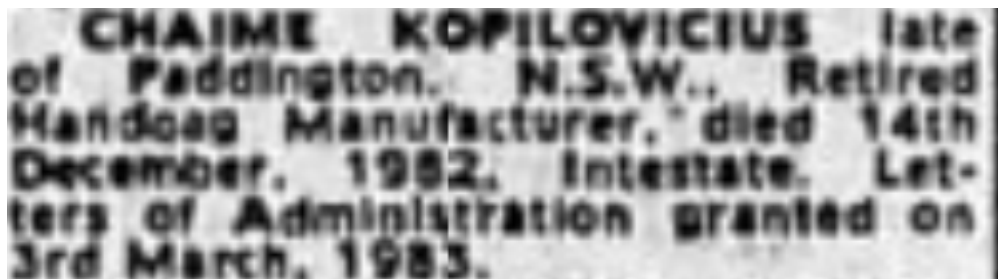 CHAIME KOPILOVICIUS late
of Paddington, N.S.W., Retired
Handbag Manufacturer, died 14th
December, 1982, Intestate. Let-
ters of Administration granted on
3rd March, 1983.